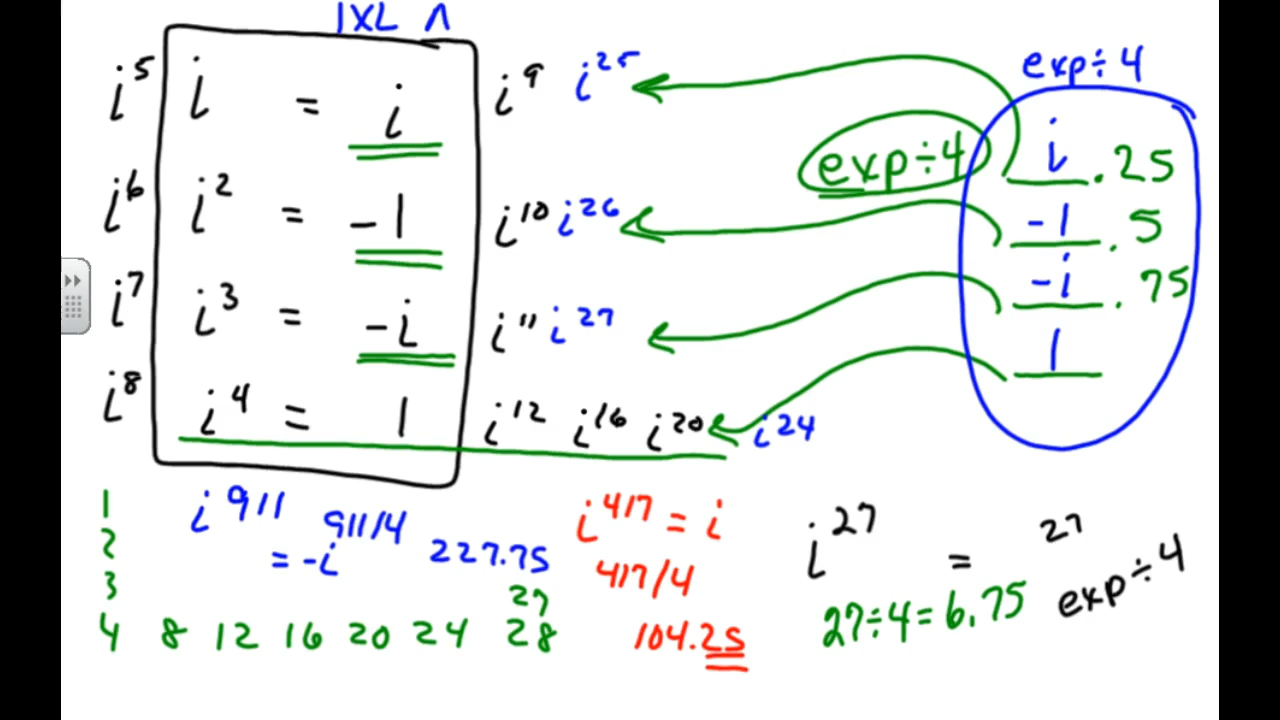 IXL Λ
exp÷4
i⁵ i = i i⁹ i²⁵
exp÷4
i .25
i⁶ i² = -1 i¹⁰ i²⁶
-1 .5
i⁷ i³ = -i i¹¹ i²⁷
-i .75
1
i⁸ i⁴ = 1 i¹² i¹⁶ i²⁰ i²⁴
1
2
3
4 8 12 16 20 24 28
27
i⁹¹¹ 911/4
= -i 227.75
i⁴¹⁷ = i
417/4
104.25
i²⁷ = 27
exp÷4
27÷4=6.75